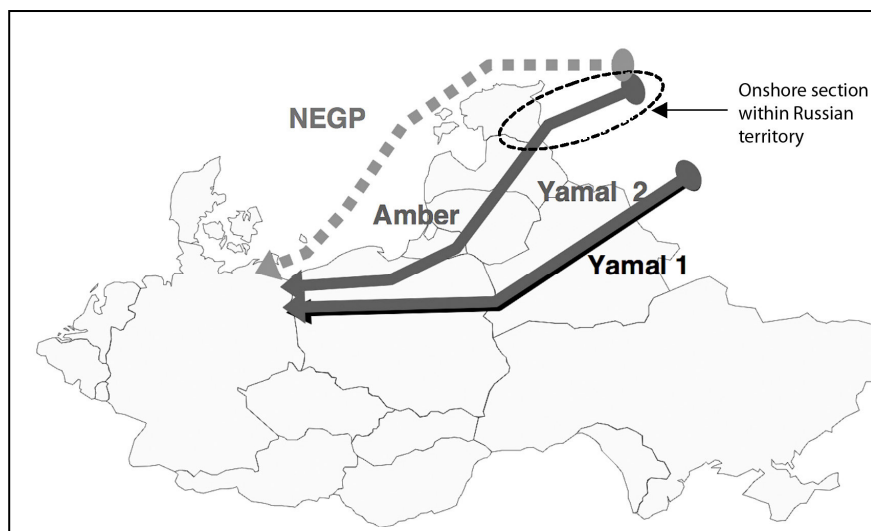 NEGP
Onshore section
within Russian
territory
Amber
Yamal 2
Yamal 1